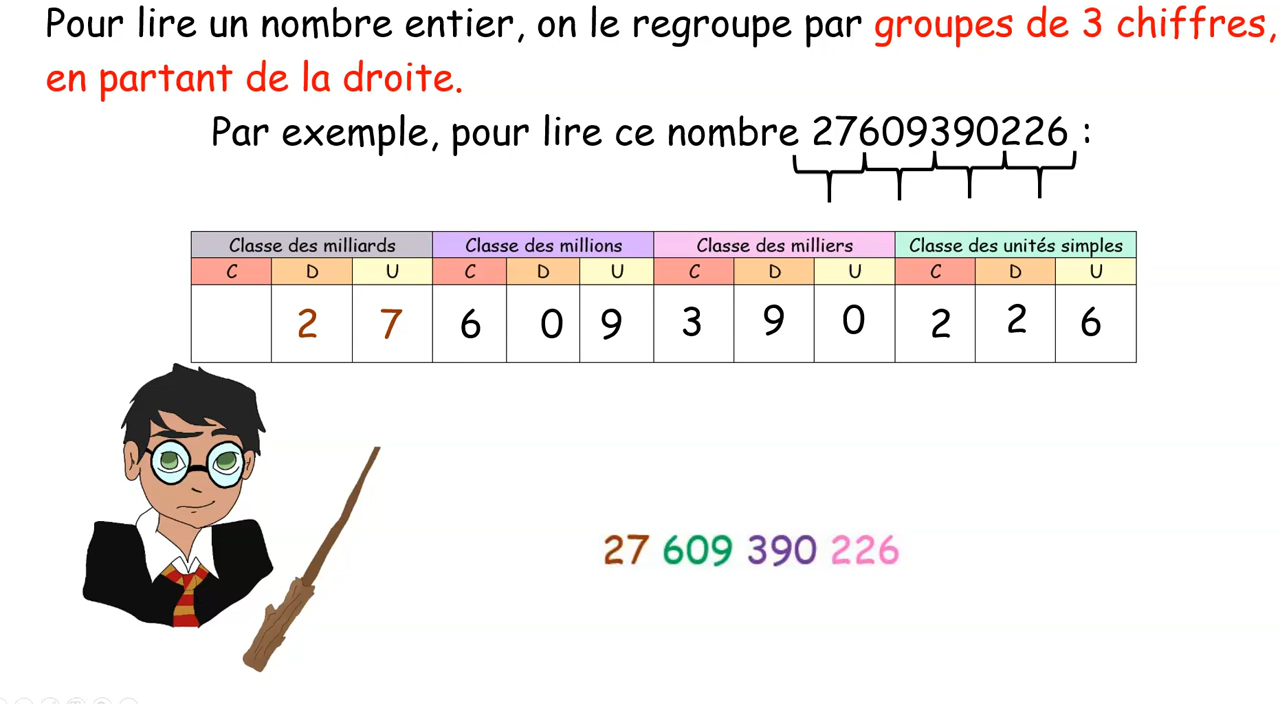 Pour lire un nombre entier, on le regroupe par groupes de 3 chiffres,
en partant de la droite.
Par exemple, pour lire ce nombre 27609390226 :
Classe des milliards Classe des millions Classe des milliers Classe des unités simples
C D U C D U C D U C D U
2 7 6 0 9 3 9 0 2 2 6
27 609 390 226